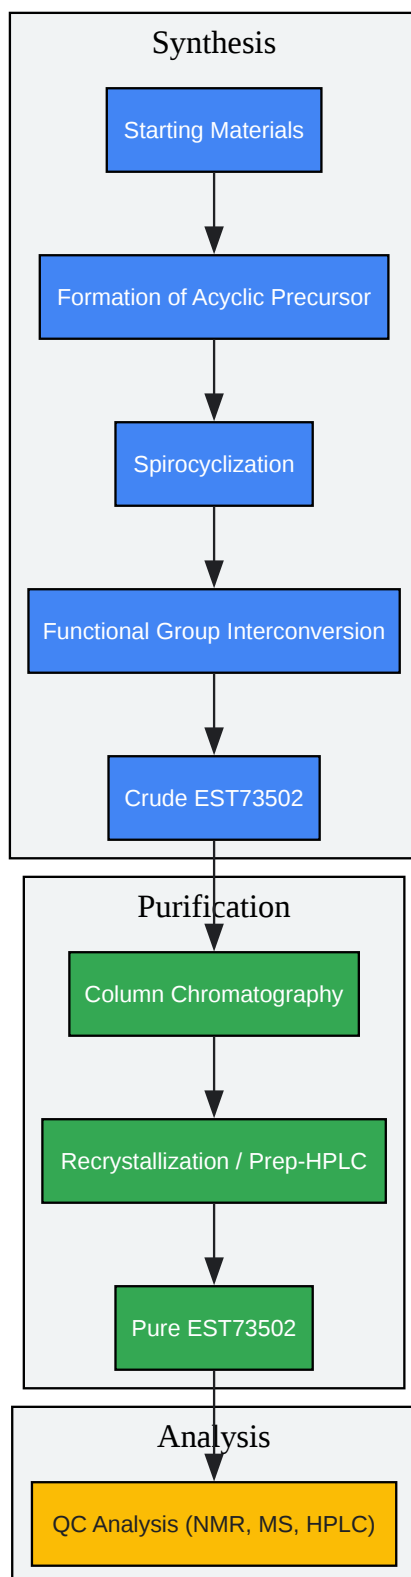 Synthesis
Starting Materials
Formation of Acyclic Precursor
Spirocyclization
Functional Group Interconversion
Crude EST73502
Purification
Column Chromatography
Recrystallization / Prep-HPLC
Pure EST73502
Analysis
QC Analysis (NMR, MS, HPLC)